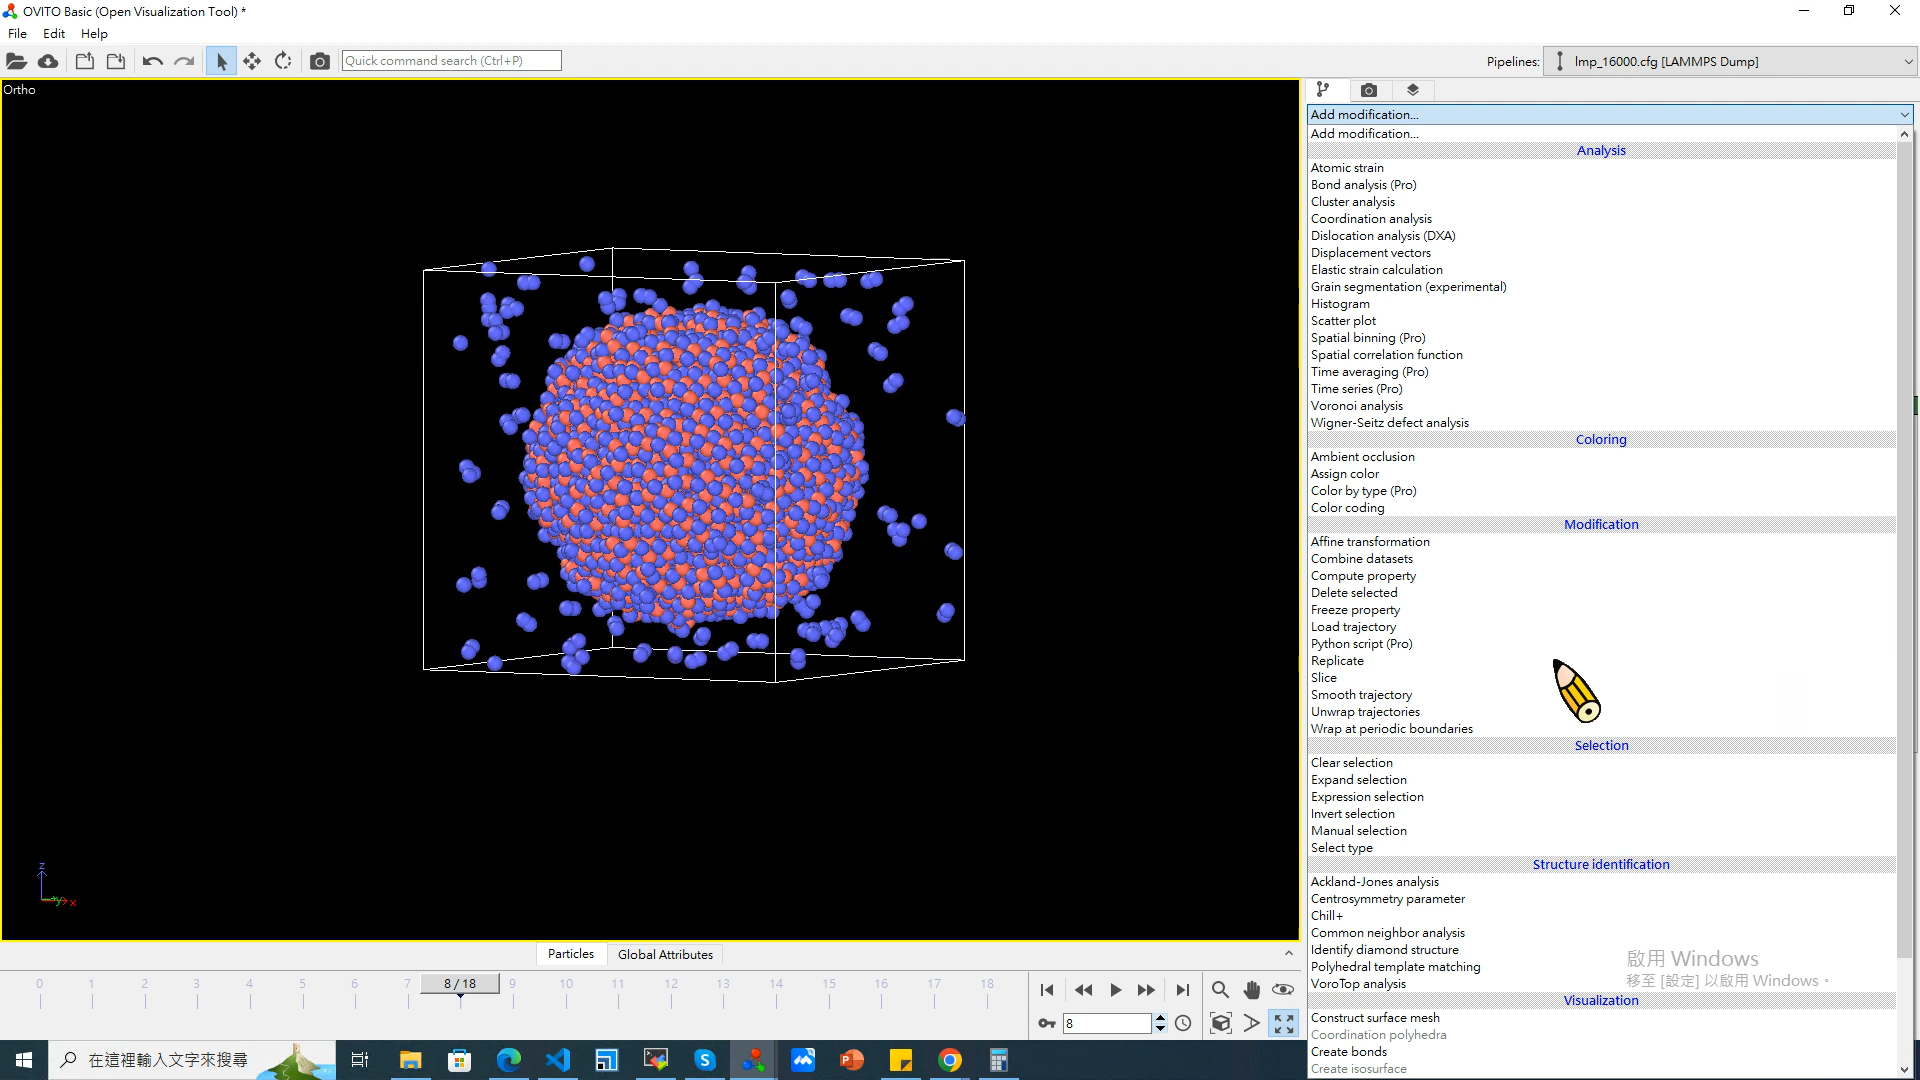 OVITO Basic (Open Visualization Tool) *
File Edit Help
Quick command search (Ctrl+P)
Pipelines: lmp_16000.cfg [LAMMPS Dump]
Ortho
Add modification...
Add modification...
Analysis
Atomic strain
Bond analysis (Pro)
Cluster analysis
Coordination analysis
Dislocation analysis (DXA)
Displacement vectors
Elastic strain calculation
Grain segmentation (experimental)
Histogram
Scatter plot
Spatial binning (Pro)
Spatial correlation function
Time averaging (Pro)
Time series (Pro)
Voronoi analysis
Wigner-Seitz defect analysis
Coloring
Ambient occlusion
Assign color
Color by type (Pro)
Color coding
Modification
Affine transformation
Combine datasets
Compute property
Delete selected
Freeze property
Load trajectory
Python script (Pro)
Replicate
Slice
Smooth trajectory
Unwrap trajectories
Wrap at periodic boundaries
Selection
Clear selection
Expand selection
Expression selection
Invert selection
Manual selection
Select type
Structure identification
Ackland-Jones analysis
Centrosymmetry parameter
Chill+
Common neighbor analysis
Identify diamond structure
Polyhedral template matching
VoroTop analysis
Visualization
Construct surface mesh
Coordination polyhedra
Create bonds
Create isosurface
啟用 Windows
移至 [設定] 以啟用 Windows。
z
y x
Particles Global Attributes
0 1 2 3 4 5 6 7 8 / 18 9 10 11 12 13 14 15 16 17 18
8
在這裡輸入文字來搜尋